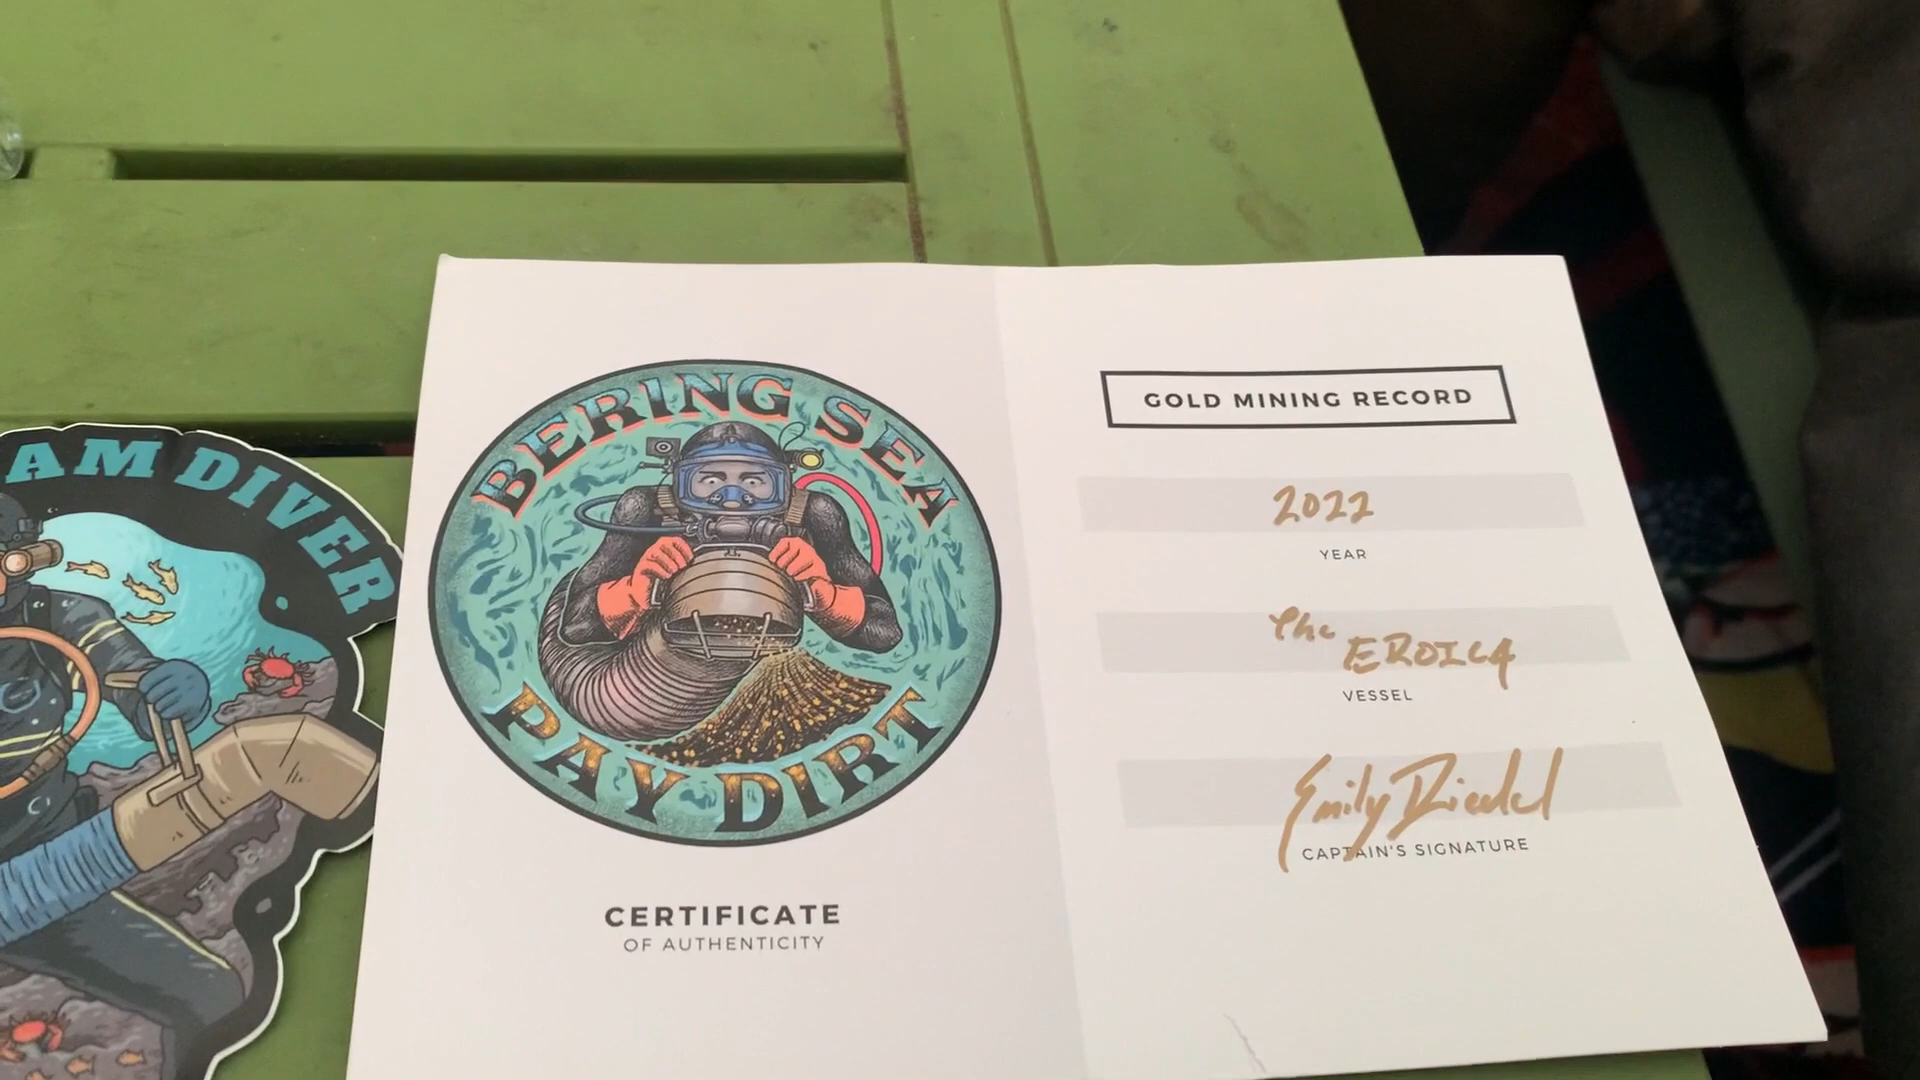 AM DIVER
BERING SEA
PAY DIRT
CERTIFICATE
OF AUTHENTICITY
GOLD MINING RECORD
2022
YEAR
The EROICA
VESSEL
Emily Riedel
CAPTAIN'S SIGNATURE